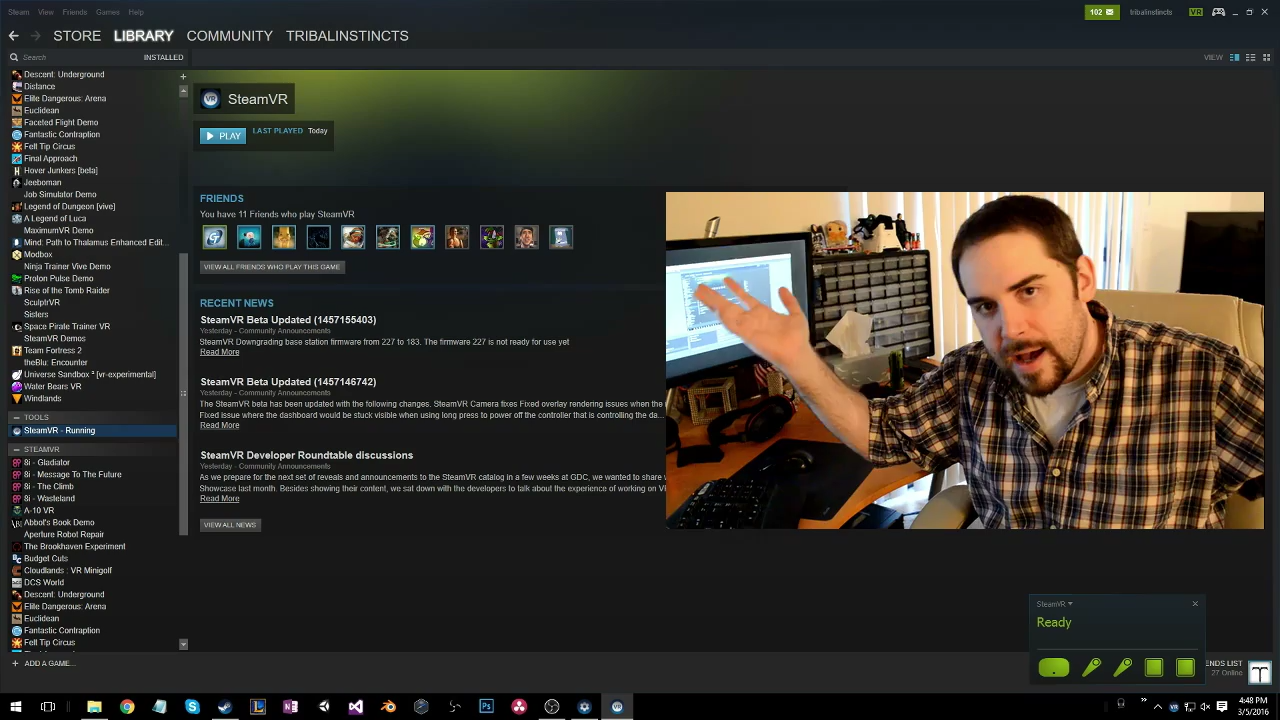 Steam View Friends Games Help
102
tribalinstincts
VR
STORE LIBRARY COMMUNITY TRIBALINSTINCTS
Search
INSTALLED
VIEW
Descent: Underground
Distance
Elite Dangerous: Arena
Euclidean
Faceted Flight Demo
Fantastic Contraption
Felt Tip Circus
Final Approach
Hover Junkers [beta]
Jeeboman
Job Simulator Demo
Legend of Dungeon [vive]
A Legend of Luca
MaximumVR Demo
Mind: Path to Thalamus Enhanced Edit...
Modbox
Ninja Trainer Vive Demo
Proton Pulse Demo
Rise of the Tomb Raider
SculptrVR
Sisters
Space Pirate Trainer VR
SteamVR Demos
Team Fortress 2
theBlu: Encounter
Universe Sandbox ² [vr-experimental]
Water Bears VR
Windlands
TOOLS
SteamVR - Running
STEAMVR
8i - Gladiator
8i - Message To The Future
8i - The Climb
8i - Wasteland
A-10 VR
Abbot's Book Demo
Aperture Robot Repair
The Brookhaven Experiment
Budget Cuts
Cloudlands : VR Minigolf
DCS World
Descent: Underground
Elite Dangerous: Arena
Euclidean
Fantastic Contraption
Felt Tip Circus
+ ADD A GAME...
VR SteamVR
PLAY
LAST PLAYED Today
FRIENDS
You have 11 Friends who play SteamVR
VIEW ALL FRIENDS WHO PLAY THIS GAME
RECENT NEWS
SteamVR Beta Updated (1457155403)
Yesterday - Community Announcements
SteamVR Downgrading base station firmware from 227 to 183. The firmware 227 is not ready for use yet
Read More
SteamVR Beta Updated (1457146742)
Yesterday - Community Announcements
The SteamVR beta has been updated with the following changes. SteamVR Camera fixes Fixed overlay rendering issues when the
Fixed issue where the dashboard would be stuck visible when using long press to power off the controller that is controlling the da...
Read More
SteamVR Developer Roundtable discussions
Yesterday - Community Announcements
As we prepare for the next set of reveals and announcements to the SteamVR catalog in a few weeks at GDC, we wanted to share
Showcase last month. Besides showing their content, we sat down with the developers to talk about the experience of working on
Read More
VIEW ALL NEWS
SteamVR
Ready
ENDS LIST
27 Online
4:48 PM
3/5/2016